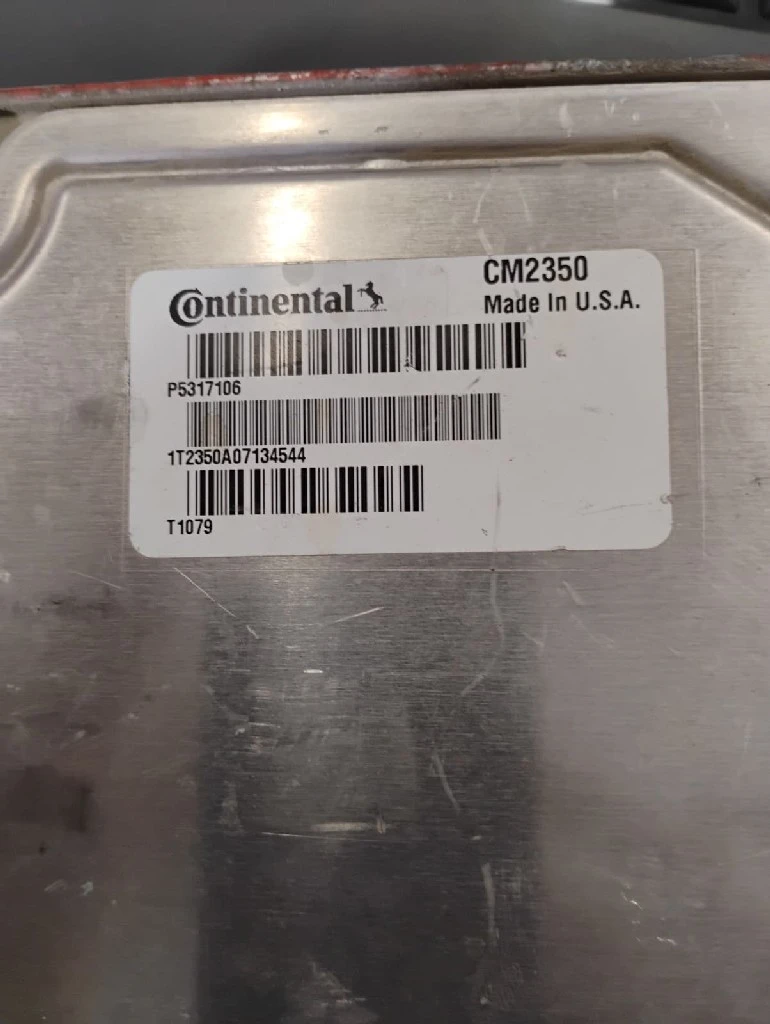 Continental
CM2350
Made In U.S.A.
P5317106
1T2350A07134544
T1079